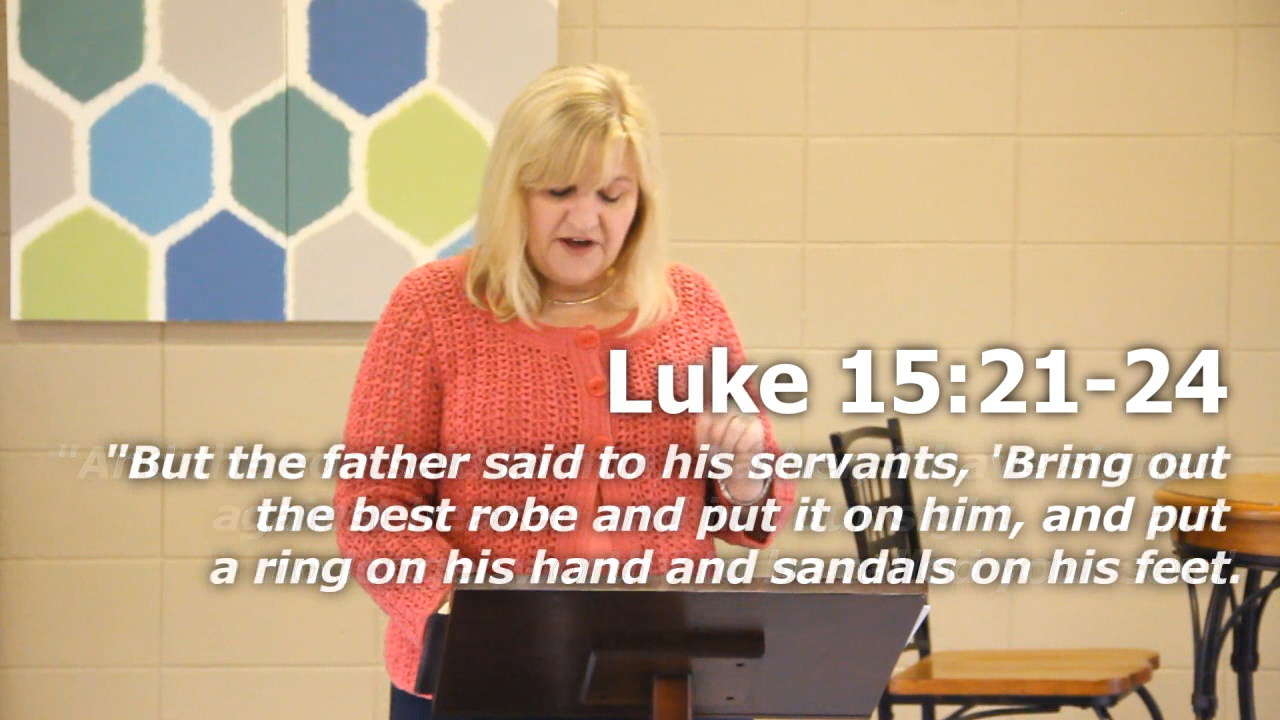 Luke 15:21-24
"But the father said to his servants, 'Bring out
the best robe and put it on him, and put
a ring on his hand and sandals on his feet.